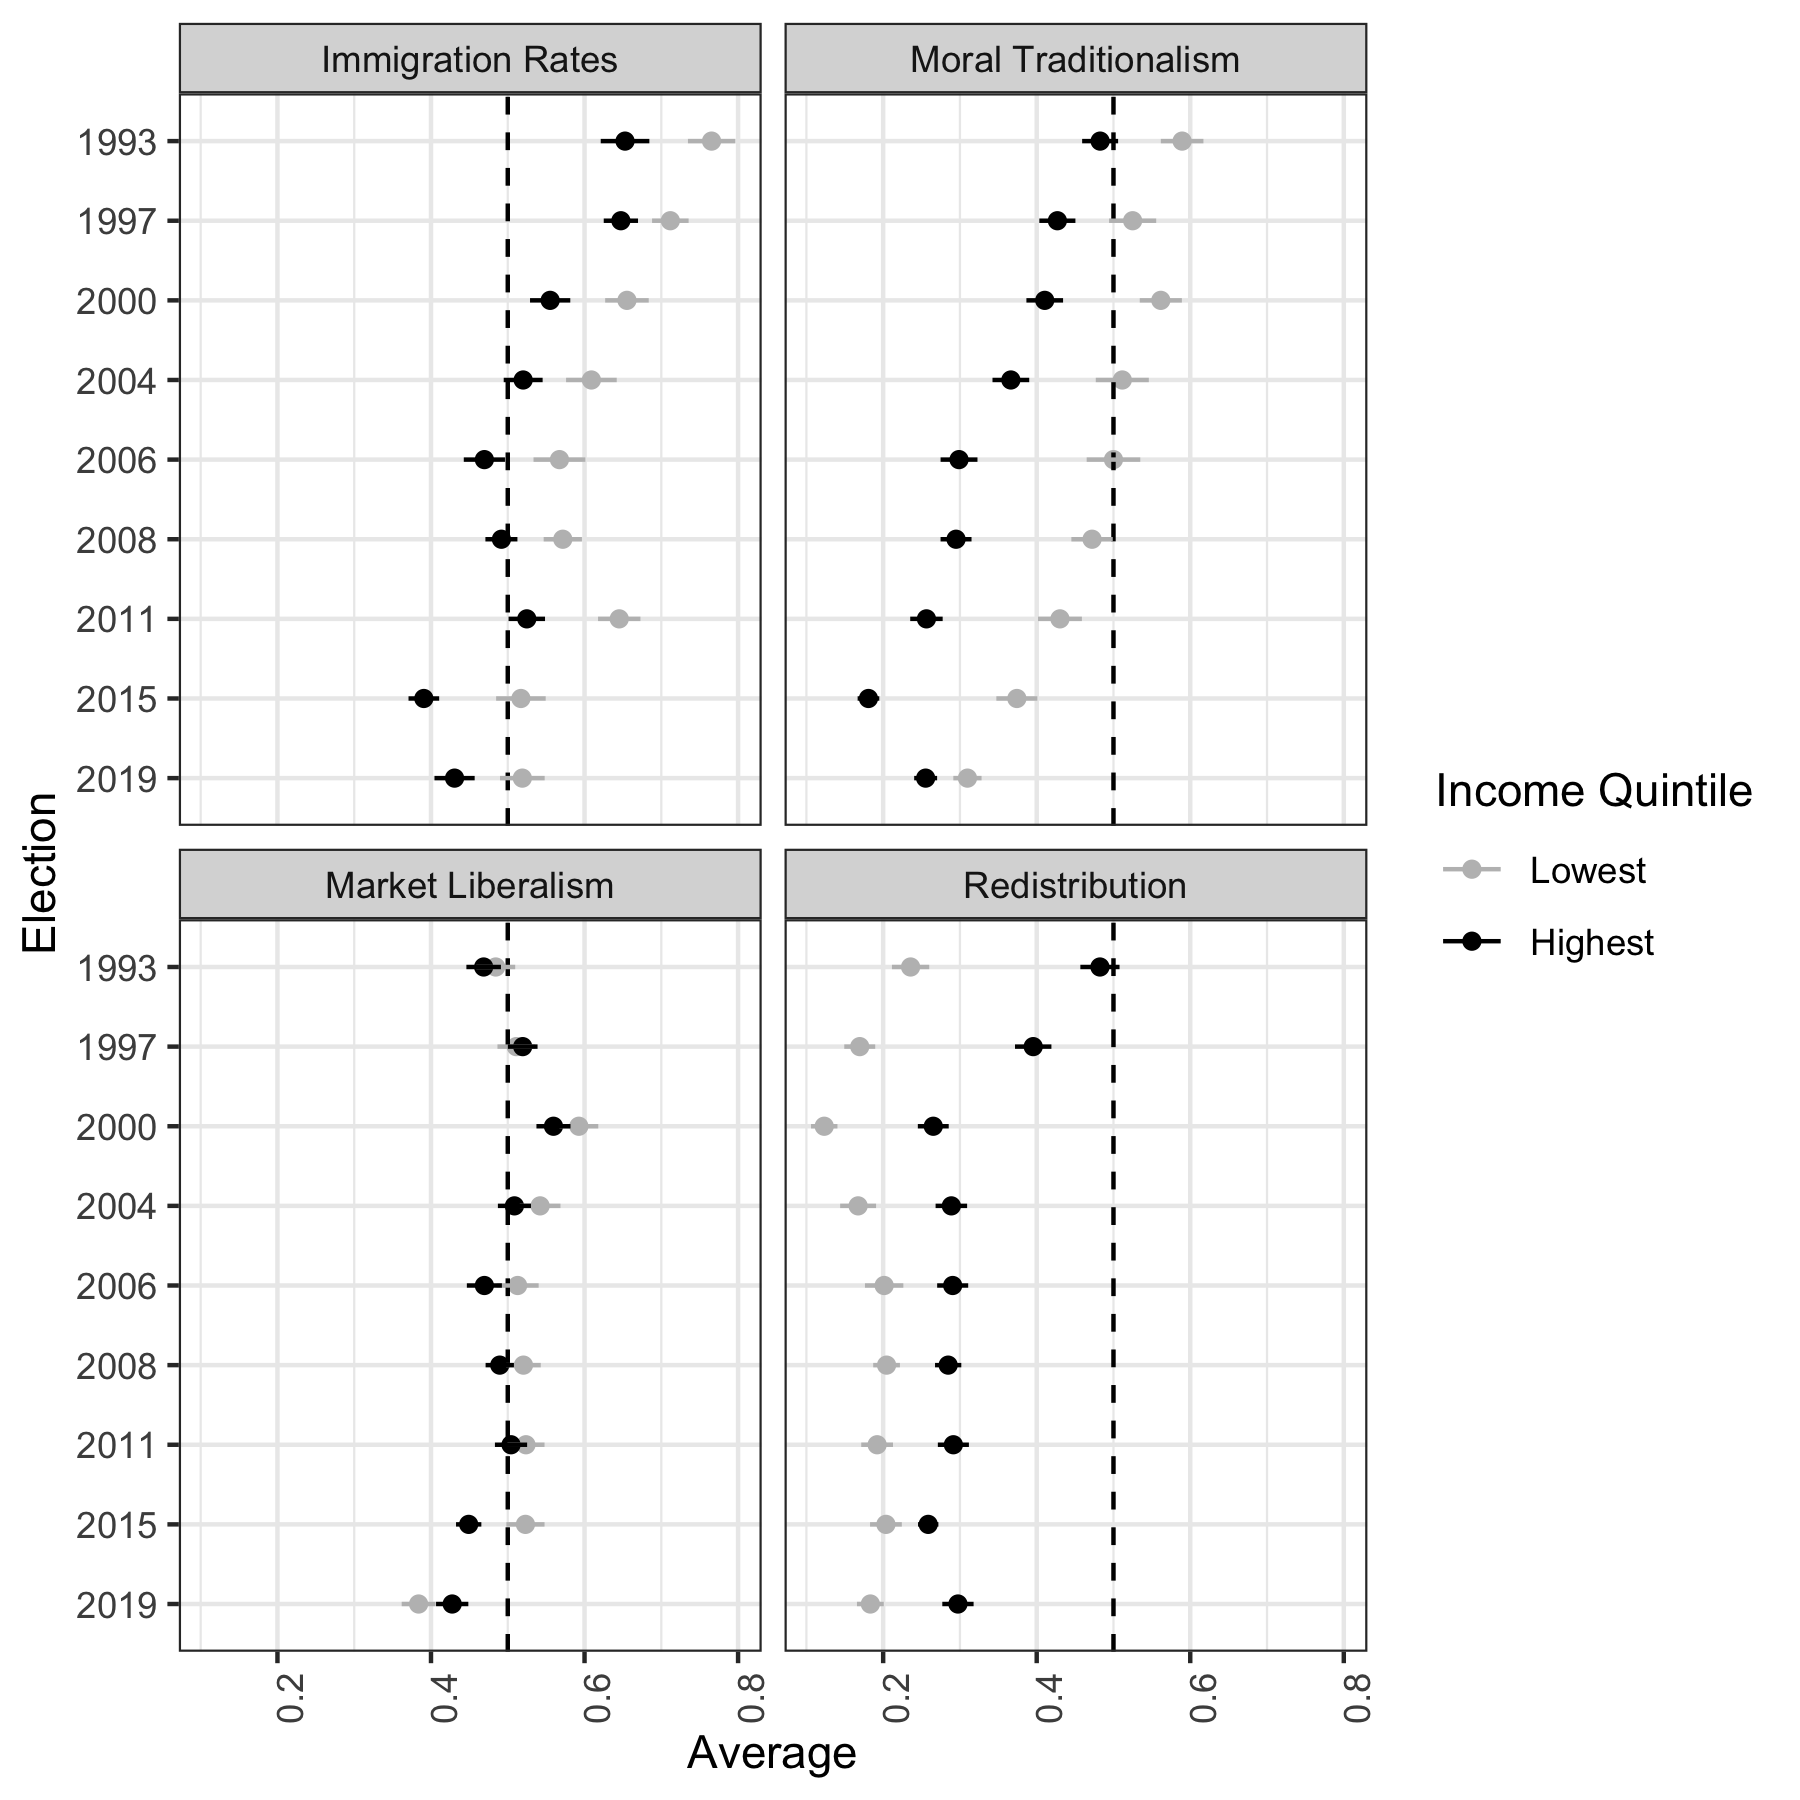 Immigration Rates
Moral Traditionalism
1993
1997
2000
2004
2006
2008
2011
2015
2019
Market Liberalism
Redistribution
1993
1997
2000
2004
2006
2008
2011
2015
2019
0.2
0.4
0.6
0.8
0.2
0.4
0.6
0.8
Average
Election
Income Quintile
Lowest
Highest